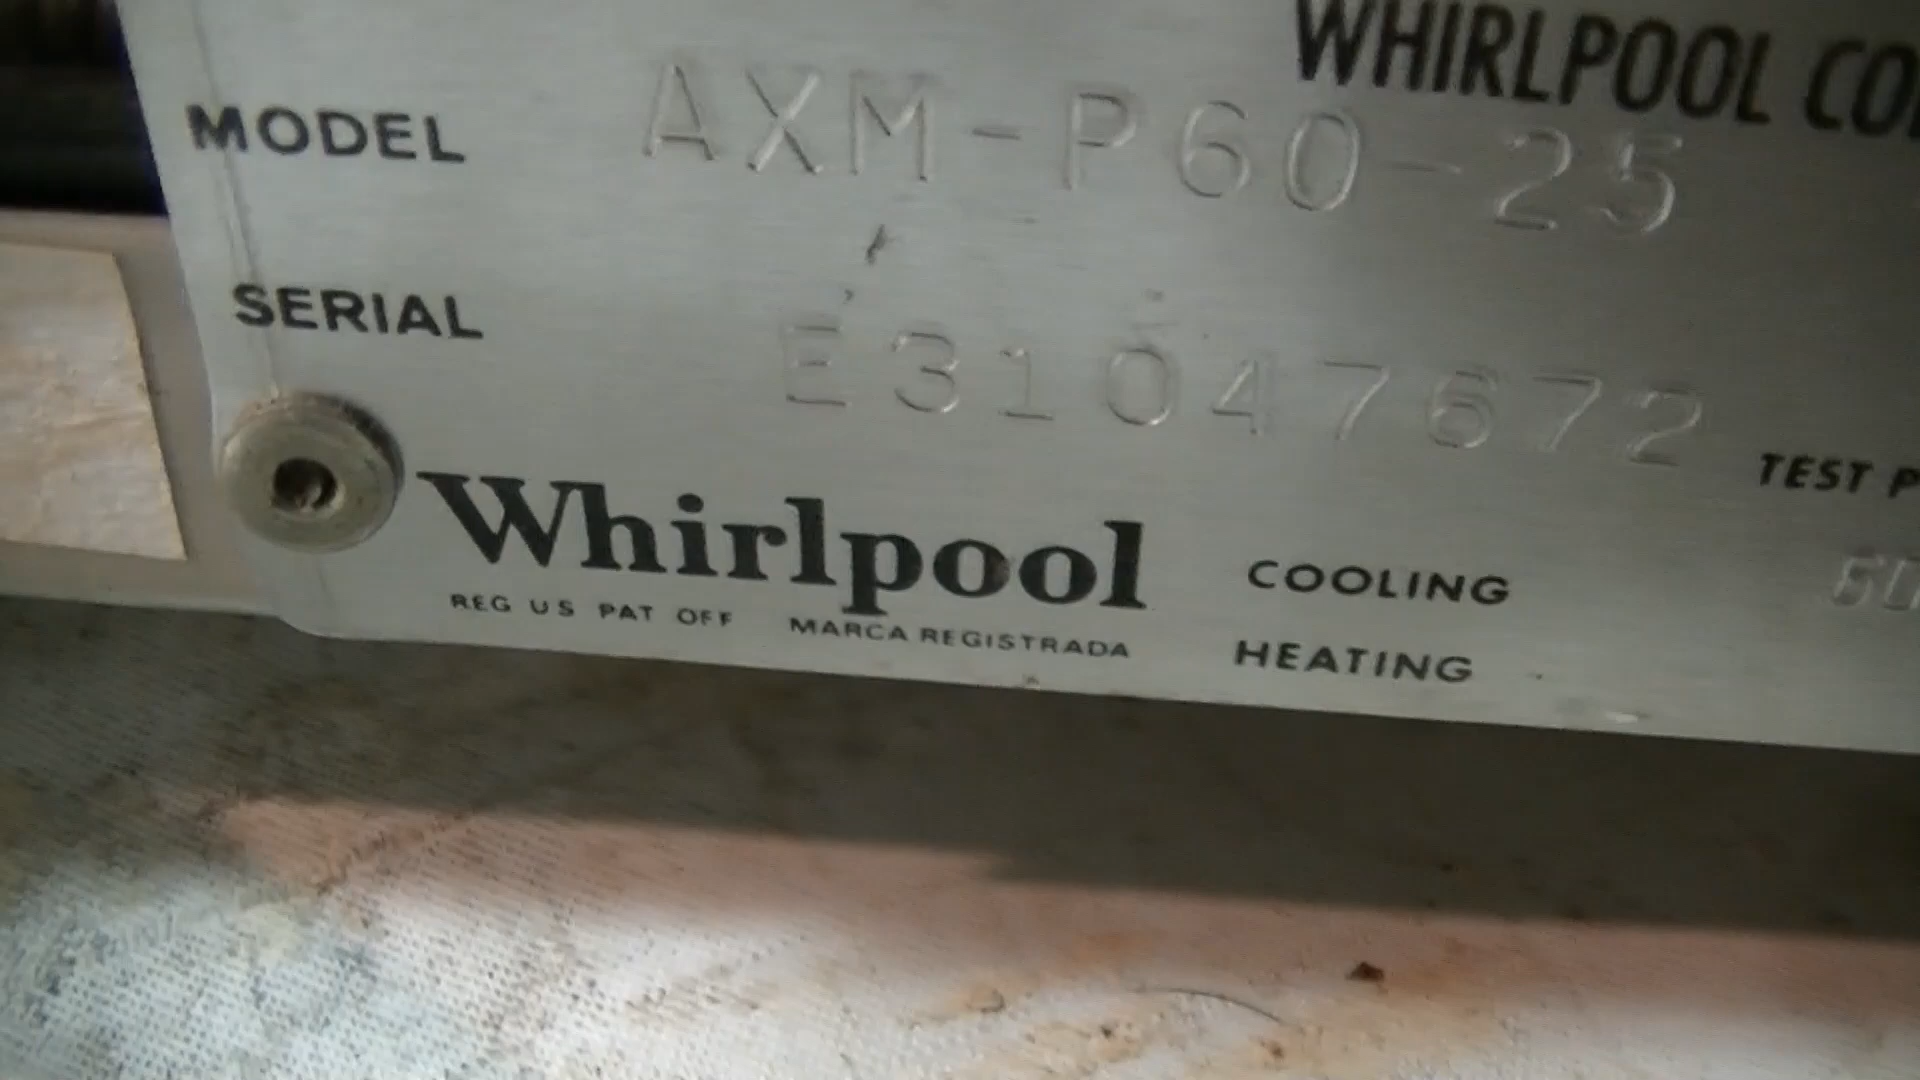 WHIRLPOOL CO
MODEL AXM-P60-25
SERIAL E31047672
TEST P
Whirlpool COOLING
REG US PAT OFF MARCA REGISTRADA HEATING